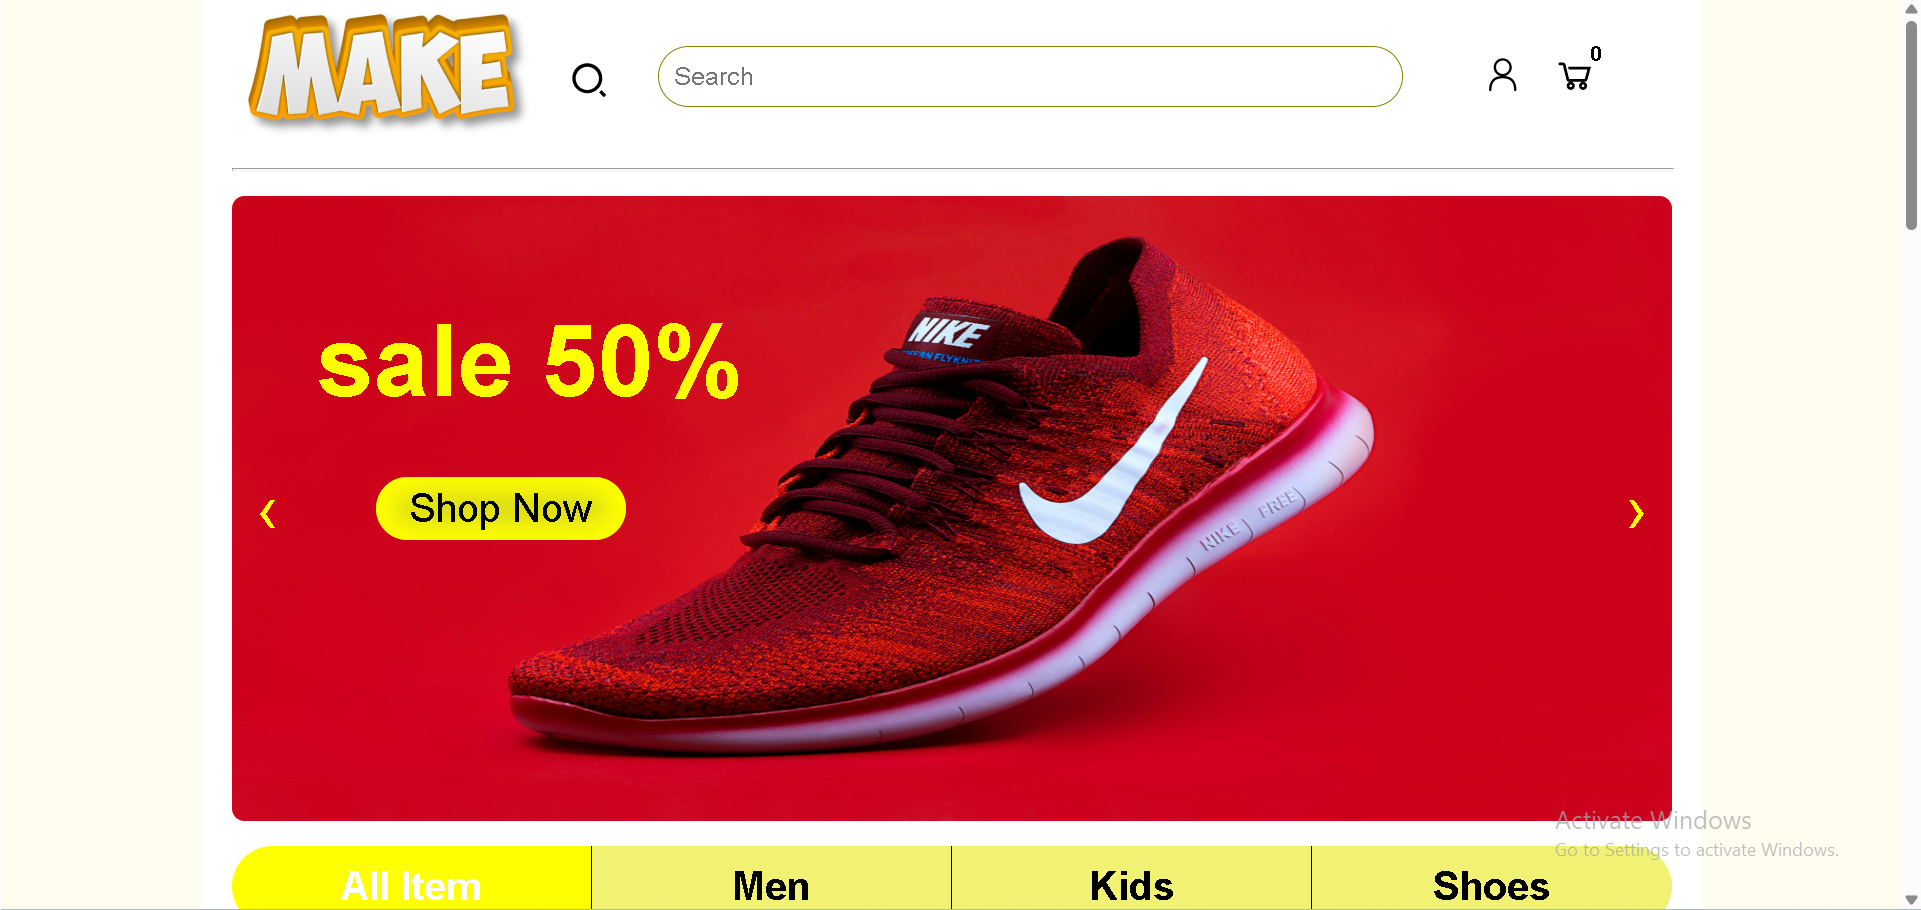 MAKE
Search
0
sale 50%
NIKE
Shop Now
NIKE FREE
Activate Windows
Go to Settings to activate Windows.
All Item
Men
Kids
Shoes